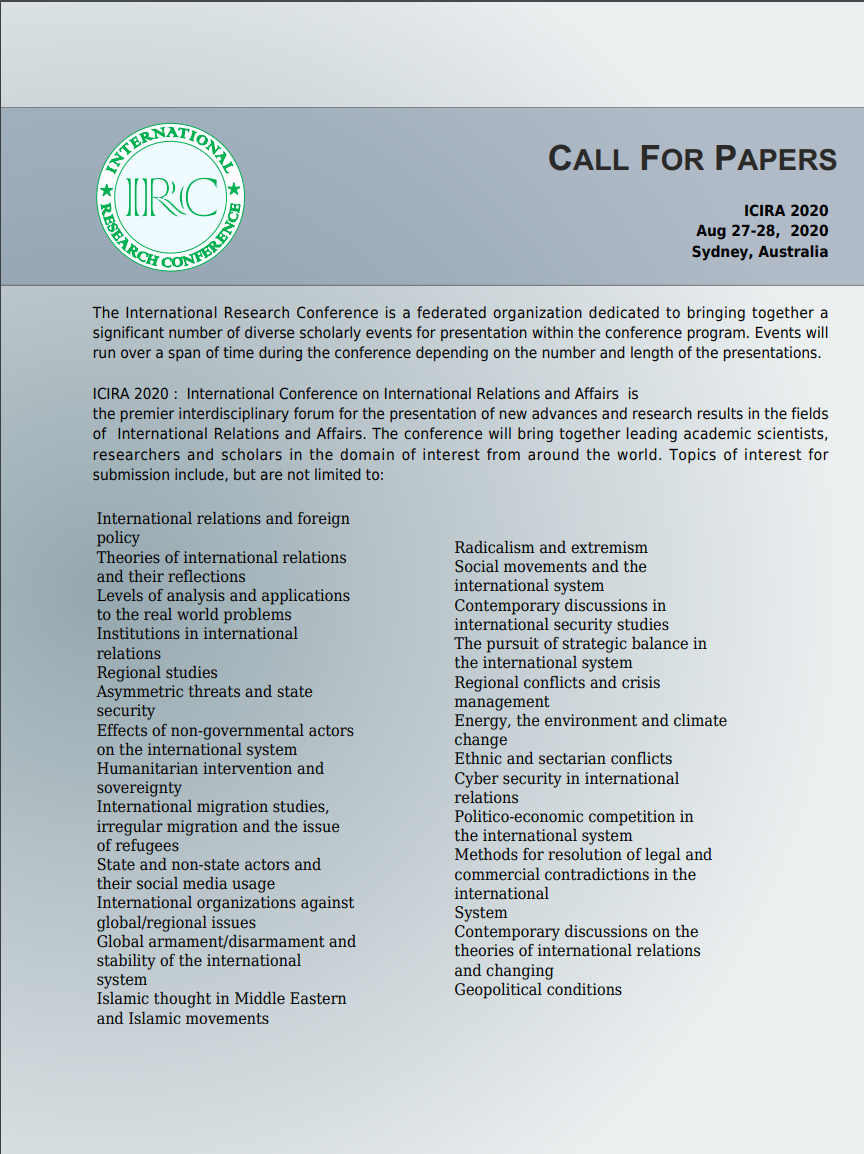 INTERNATIONAL
IRC
RESEARCH CONFERENCE
CALL FOR PAPERS
ICIRA 2020
Aug 27-28,  2020
Sydney, Australia
The International Research Conference is a federated organization dedicated to bringing together a
significant number of diverse scholarly events for presentation within the conference program. Events will
run over a span of time during the conference depending on the number and length of the presentations.
ICIRA 2020 :  International Conference on International Relations and Affairs  is
the premier interdisciplinary forum for the presentation of new advances and research results in the fields
of  International Relations and Affairs. The conference will bring together leading academic scientists,
researchers and scholars in the domain of interest from around the world. Topics of interest for
submission include, but are not limited to:
International relations and foreign
policy
Theories of international relations
and their reflections
Levels of analysis and applications
to the real world problems
Institutions in international
relations
Regional studies
Asymmetric threats and state
security
Effects of non-governmental actors
on the international system
Humanitarian intervention and
sovereignty
International migration studies,
irregular migration and the issue
of refugees
State and non-state actors and
their social media usage
International organizations against
global/regional issues
Global armament/disarmament and
stability of the international
system
Islamic thought in Middle Eastern
and Islamic movements
Radicalism and extremism
Social movements and the
international system
Contemporary discussions in
international security studies
The pursuit of strategic balance in
the international system
Regional conflicts and crisis
management
Energy, the environment and climate
change
Ethnic and sectarian conflicts
Cyber security in international
relations
Politico-economic competition in
the international system
Methods for resolution of legal and
commercial contradictions in the
international
System
Contemporary discussions on the
theories of international relations
and changing
Geopolitical conditions